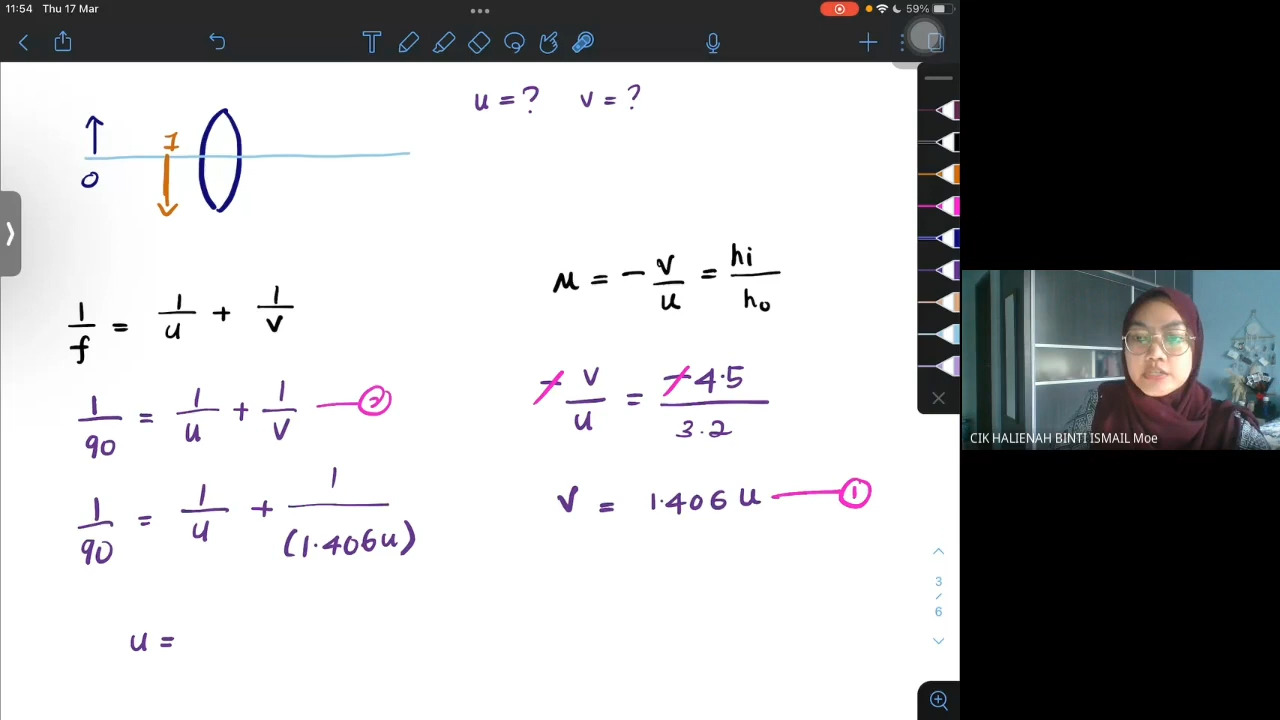 11:54 Thu 17 Mar
59%
T
u = ? v = ?
O
I
M = - v/u = hi/ho
1/f = 1/u + 1/v
- v/u = -4.5/3.2
1/90 = 1/u + 1/v — 2
v = 1.406 u — 1
1/90 = 1/u + 1/(1.406u)
u =
3
/
6
CIK HALIENAH BINTI ISMAIL Moe